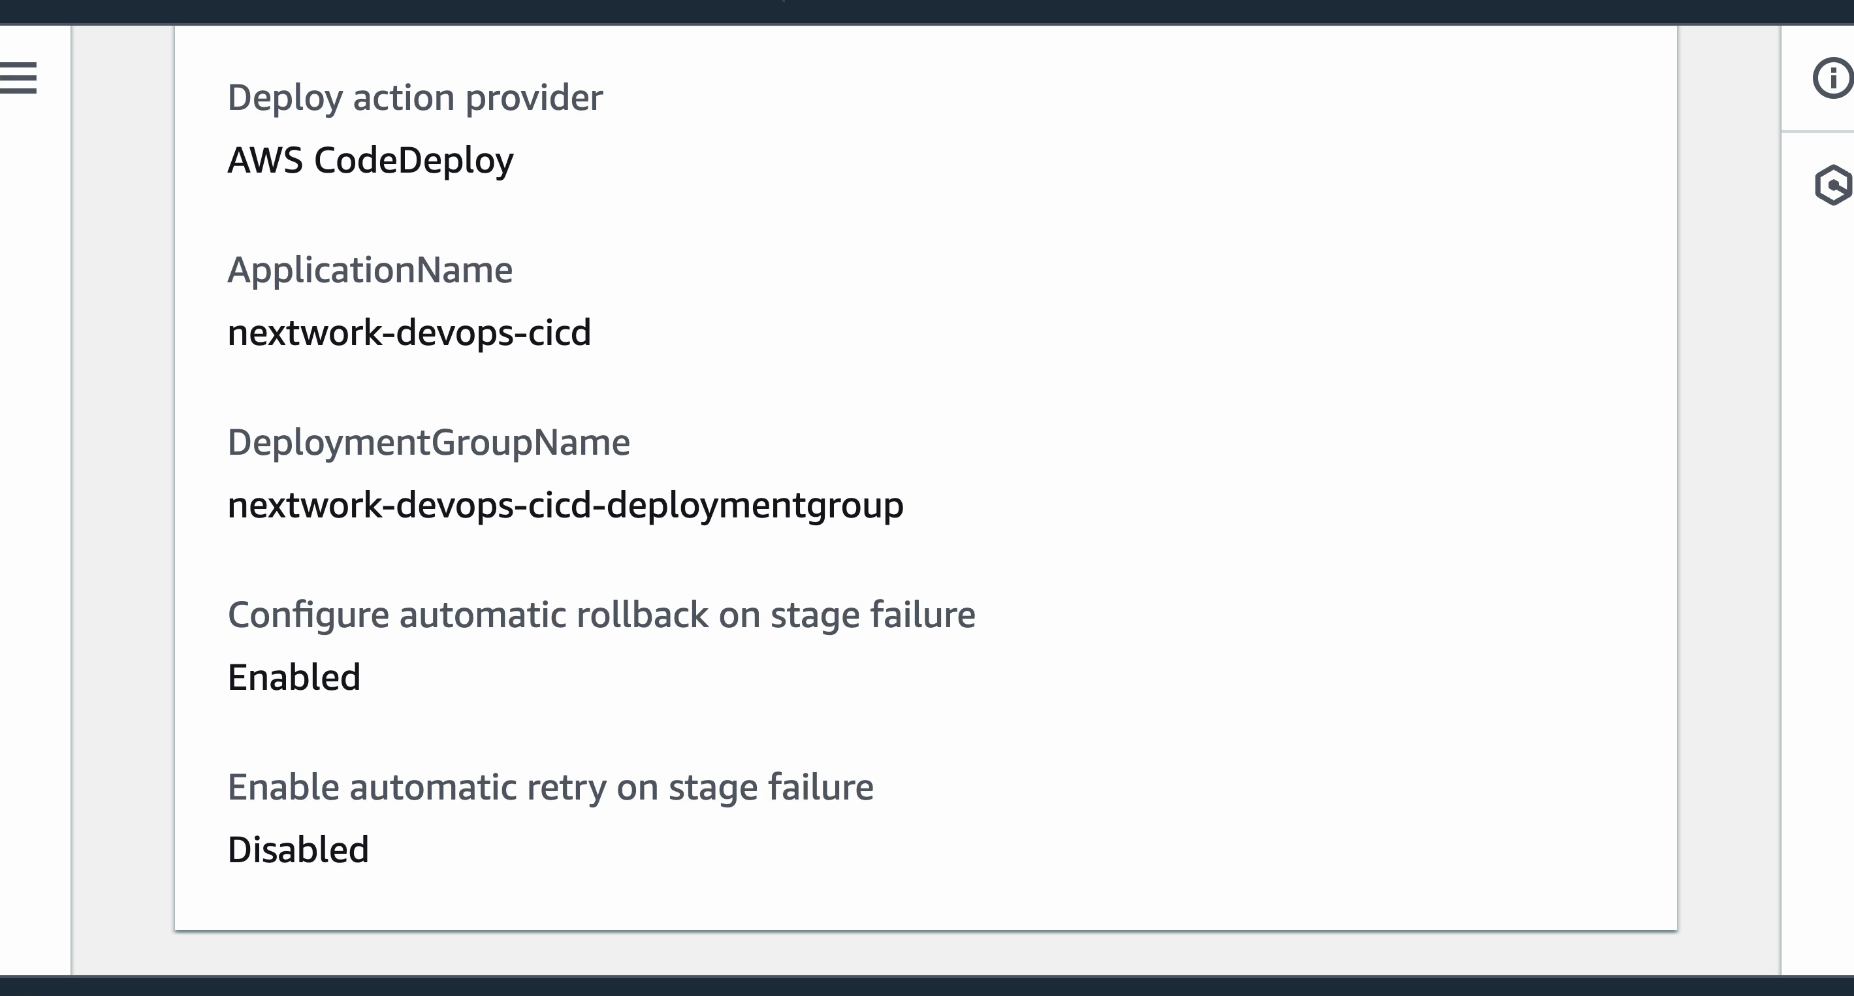 Deploy action provider
AWS CodeDeploy
ApplicationName
nextwork-devops-cicd
DeploymentGroupName
nextwork-devops-cicd-deploymentgroup
Configure automatic rollback on stage failure
Enabled
Enable automatic retry on stage failure
Disabled